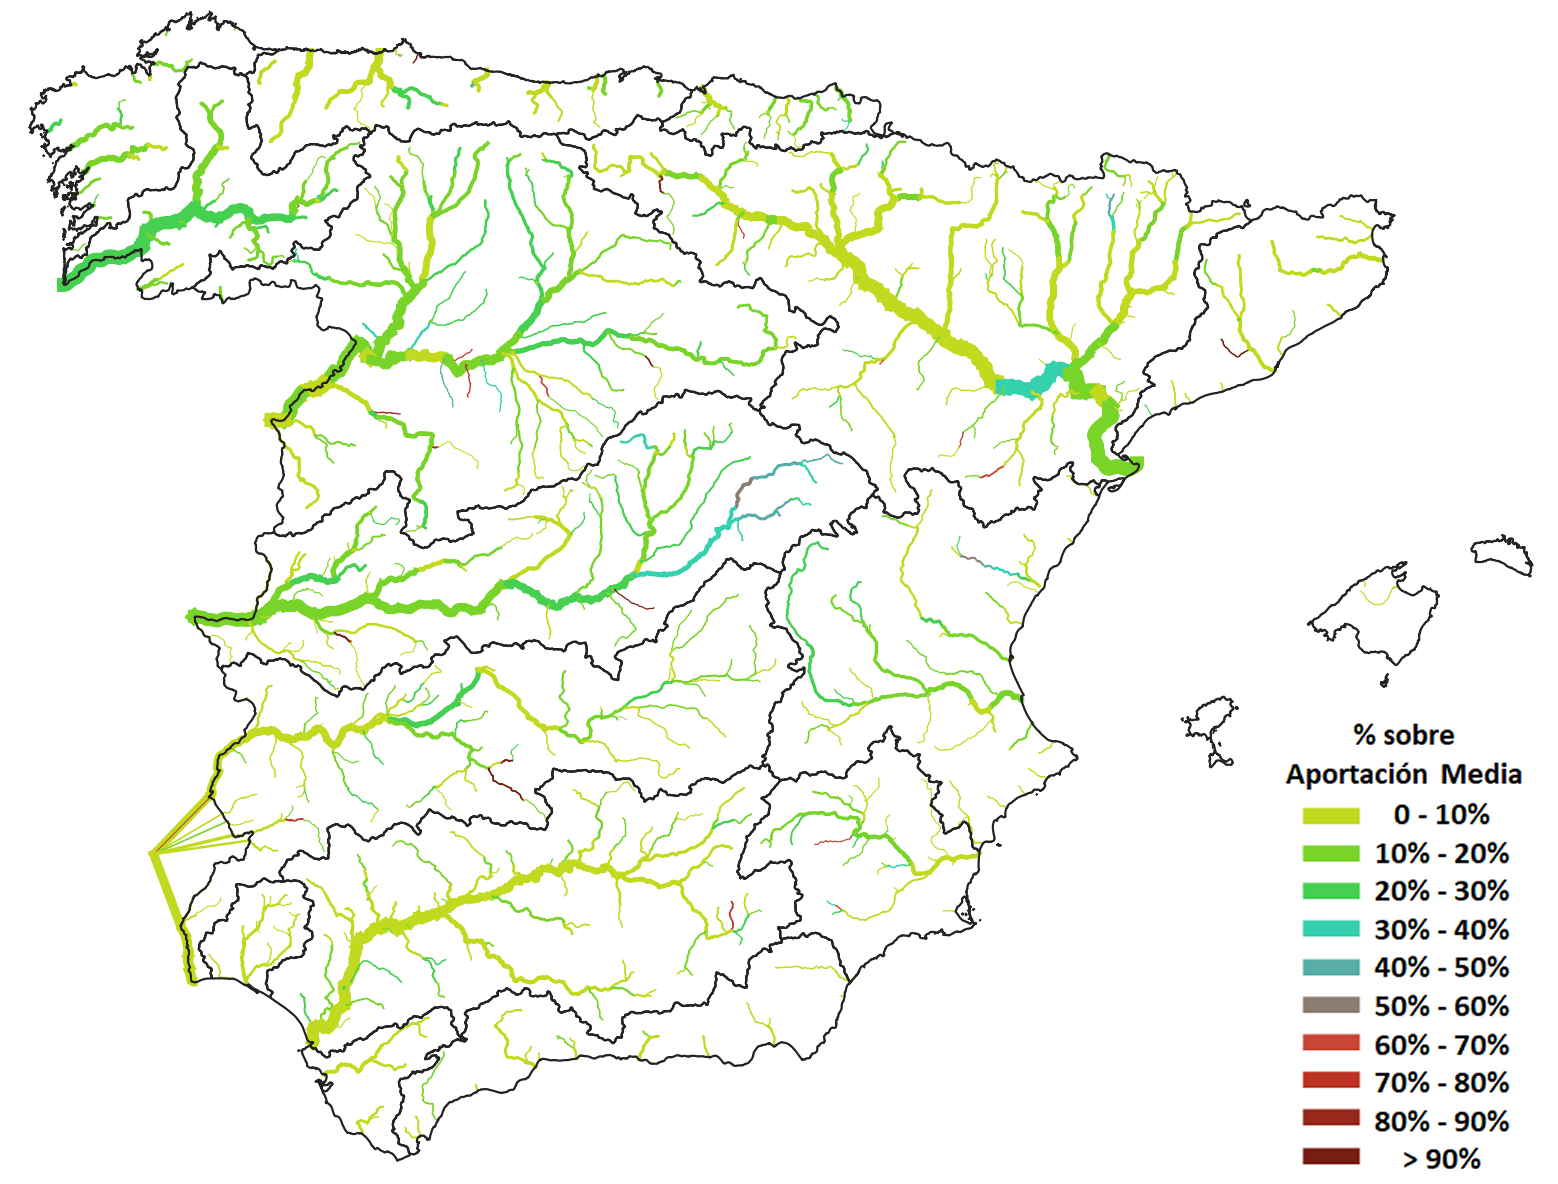 % sobre
Aportación Media
0 - 10%
10% - 20%
20% - 30%
30% - 40%
40% - 50%
50% - 60%
60% - 70%
70% - 80%
80% - 90%
> 90%